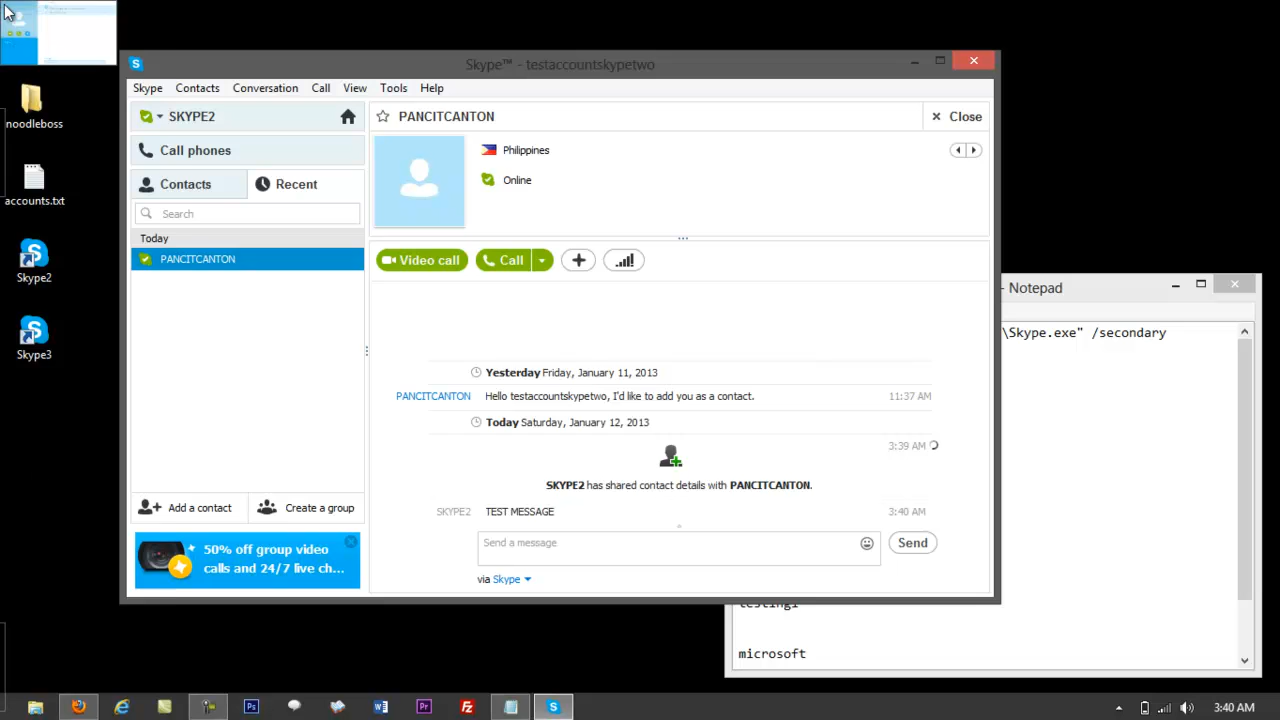 noodleboss
accounts.txt
Skype2
Skype3
Skype™ - testaccountskypetwo
Skype Contacts Conversation Call View Tools Help
SKYPE2
Call phones
Contacts Recent
Search
Today
PANCITCANTON
Add a contact Create a group
50% off group video
calls and 24/7 live ch...
PANCITCANTON
Close
Philippines
Online
Video call Call
Yesterday Friday, January 11, 2013
PANCITCANTON Hello testaccountskypetwo, I'd like to add you as a contact. 11:37 AM
Today Saturday, January 12, 2013
3:39 AM
SKYPE2 has shared contact details with PANCITCANTON.
SKYPE2 TEST MESSAGE 3:40 AM
Send a message
Send
via Skype
- Notepad
\Skype.exe" /secondary
microsoft
Ps W Pr Fz
3:40 AM